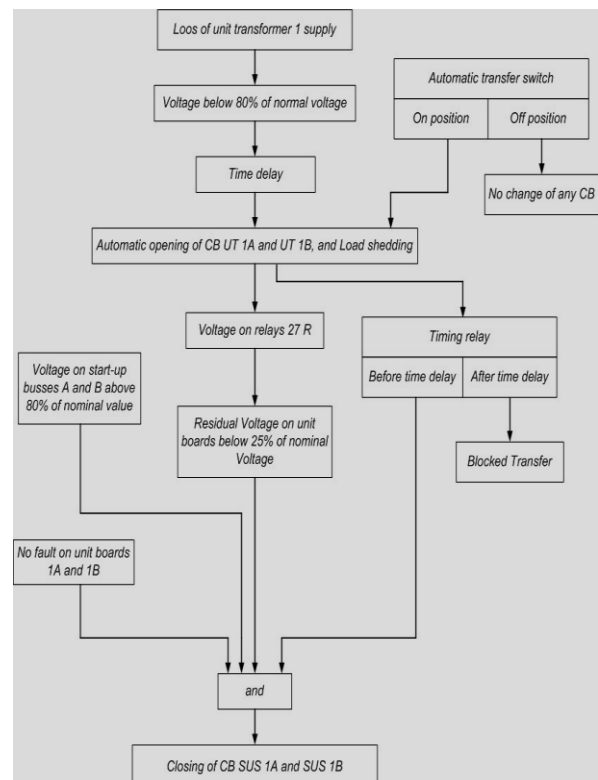 Loos of unit transformer 1 supply
Voltage below 80% of normal voltage
Automatic transfer switch
On position
Off position
Time delay
No change of any CB
Automatic opening of CB UT 1A and UT 1B, and Load shedding
Voltage on relays 27 R
Timing relay
Before time delay
After time delay
Voltage on start-up
busses A and B above
80% of nominal value
Residual Voltage on unit
boards below 25% of nominal
Voltage
Blocked Transfer
No fault on unit boards
1A and 1B
and
Closing of CB SUS 1A and SUS 1B